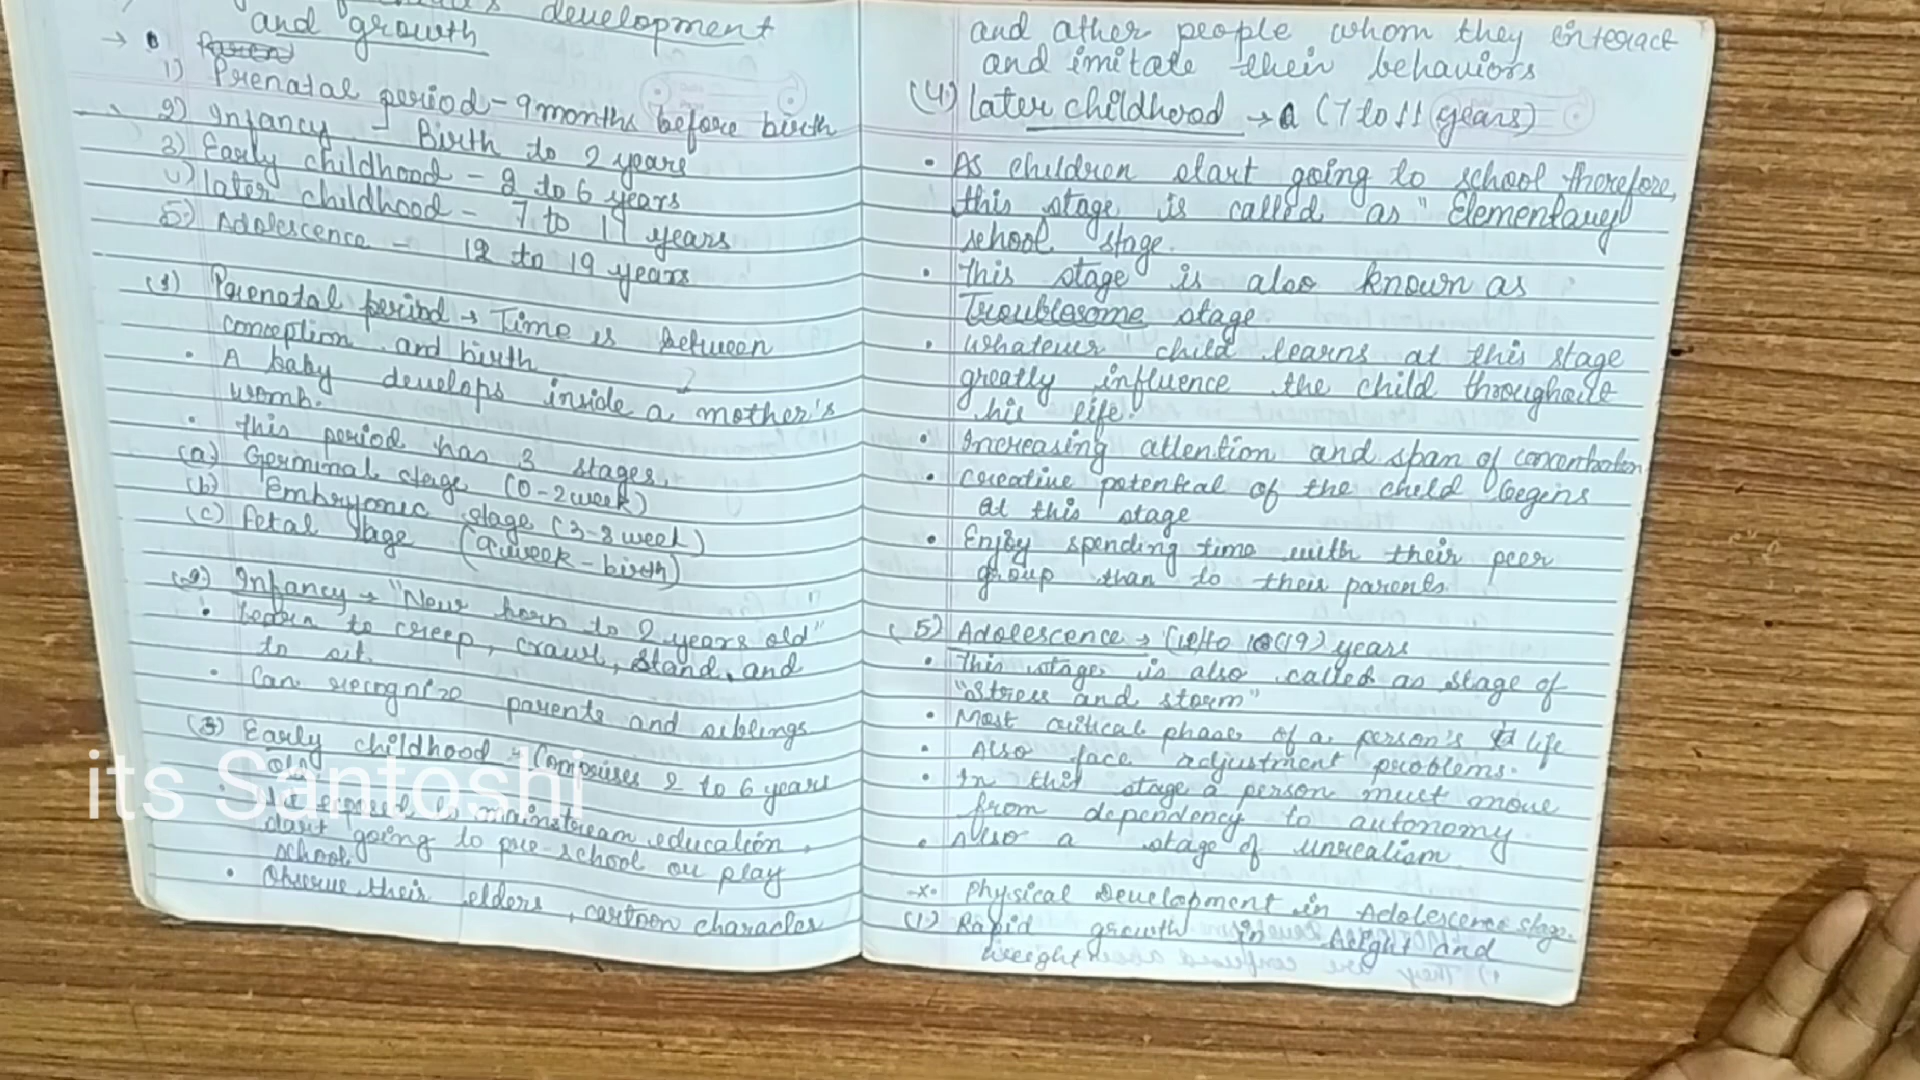 development
and growth
→ •
1) Prenatal period - 9 months before birth
2) Infancy - Birth to 2 years
3) Early childhood - 2 to 6 years
4) later childhood - 7 to 11 years
5) Adolescence - 12 to 19 years
(1) Prenatal period → Time is between
conception and birth
• A baby develops inside a mother's
womb.
• this period has 3 stages.
(a) Germinal stage (0-2 week)
(b) Embryonic stage (3-8 week)
(c) fetal stage (9 week - birth)
(2) Infancy → "New born to 2 years old"
• learn to creep, crawl, stand, and
to sit.
• Can recognize parents and siblings
(3) Early childhood → Comprises 2 to 6 years
old
mainstream education,
start going to pre-school or play
school.
• Observe their elders, cartoon character
and other people whom they interact
and imitate their behaviors
(4) later childhood → (7 to 11 years)
• As children start going to school therefore,
this stage is called as "Elementary
school stage.
• this stage is also known as
Troublesome stage.
• Whatever child learns at this stage
greatly influence the child throughout
his life.
• Increasing attention and span of concentration
• creative potential of the child begins
at this stage
• Enjoy spending time with their peer
group than to their parents.
(5) Adolescence → (12 to 19) years
• This stage is also called as stage of
"stress and storm"
• Most critical phase of a person's life
• Also face adjustment problems.
• In this stage a person must move
from dependency to autonomy.
• Also a stage of unrealism
-x• Physical Development in Adolescence stage.
(1.) Rapid growth in height and
weight
its Santoshi